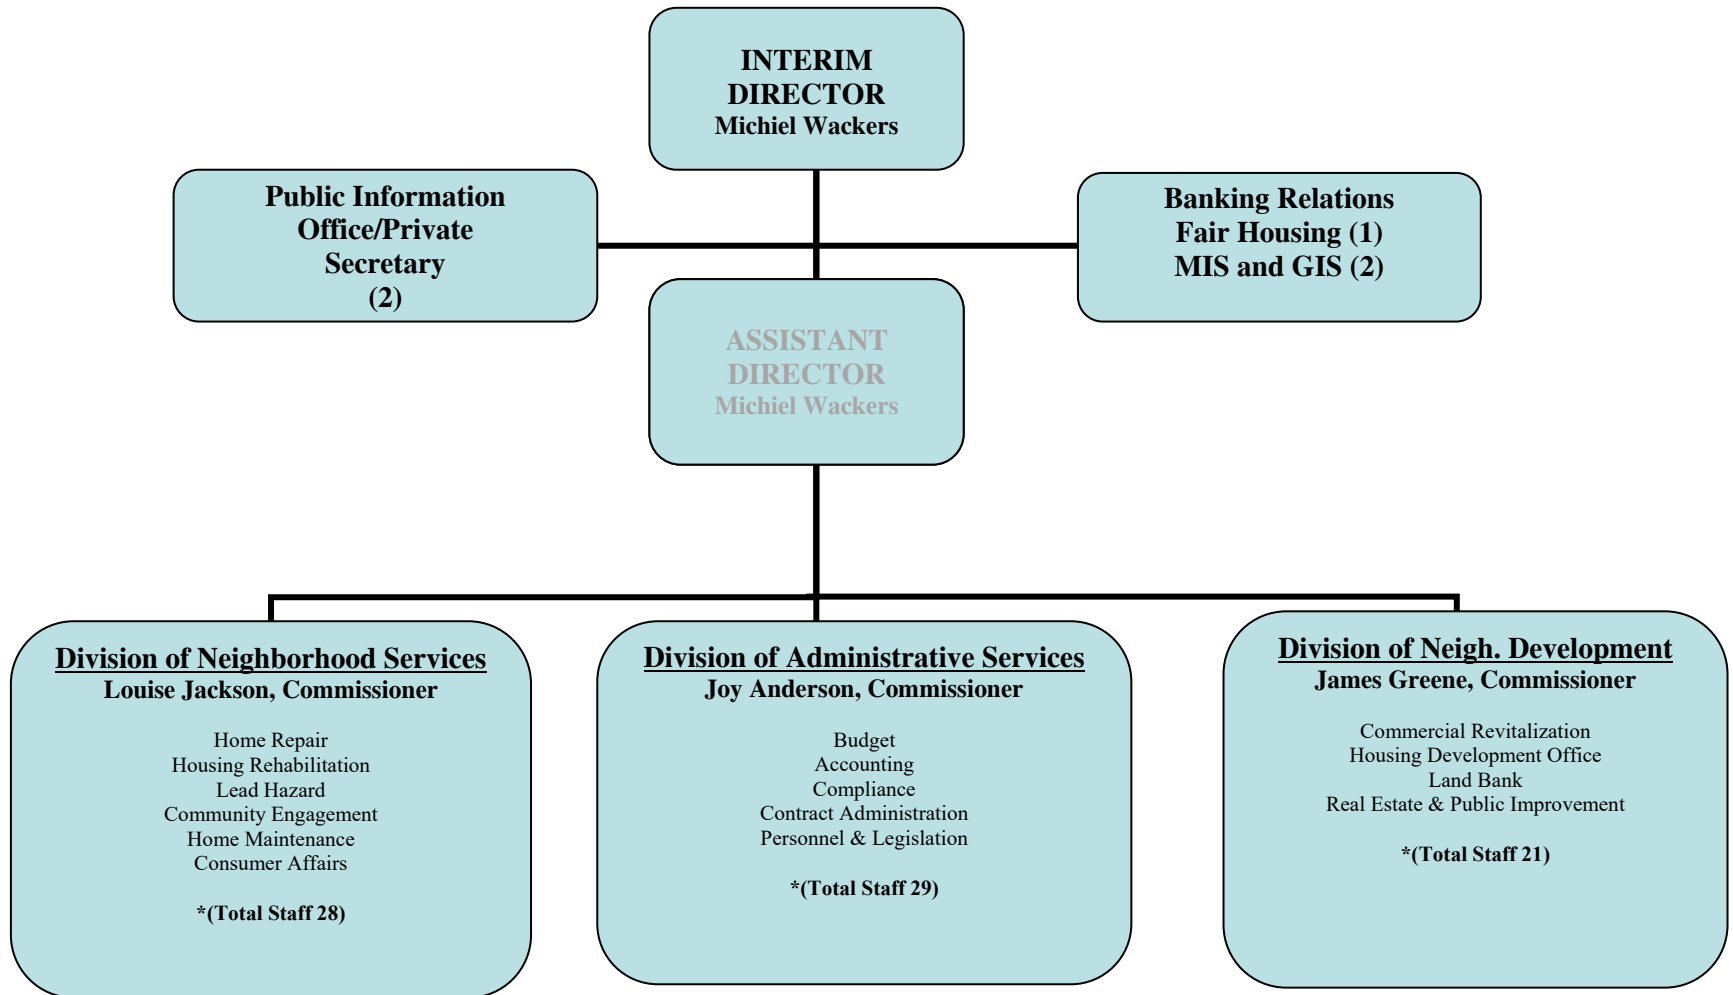 INTERIM
DIRECTOR
Michiel Wackers
Public Information
Office/Private
Secretary
(2)
Banking Relations
Fair Housing (1)
MIS and GIS (2)
ASSISTANT
DIRECTOR
Michiel Wackers
Division of Neighborhood Services
Louise Jackson, Commissioner
Home Repair
Housing Rehabilitation
Lead Hazard
Community Engagement
Home Maintenance
Consumer Affairs
*(Total Staff 28)
Division of Administrative Services
Joy Anderson, Commissioner
Budget
Accounting
Compliance
Contract Administration
Personnel & Legislation
*(Total Staff 29)
Division of Neigh. Development
James Greene, Commissioner
Commercial Revitalization
Housing Development Office
Land Bank
Real Estate & Public Improvement
*(Total Staff 21)